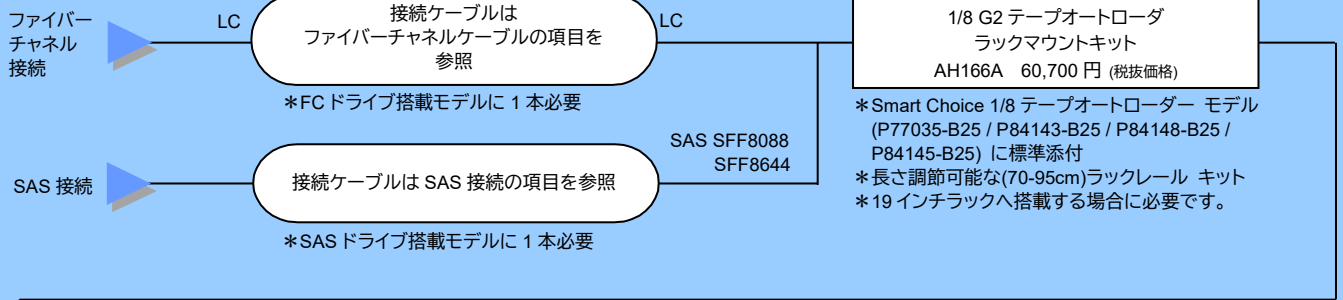 ファイバー
チャネル
接続
LC
接続ケーブルは
ファイバーチャネルケーブルの項目を
参照
LC
＊FC ドライブ搭載モデルに 1 本必要
1/8 G2 テープオートローダ
ラックマウントキット
AH166A 60,700 円 (税抜価格)
＊Smart Choice 1/8 テープオートローダー モデル
(P77035-B25 / P84143-B25 / P84148-B25 /
P84145-B25) に標準添付
＊長さ調節可能な(70-95cm)ラックレール キット
＊19 インチラックへ搭載する場合に必要です。
SAS 接続
接続ケーブルは SAS 接続の項目を参照
SAS SFF8088
SFF8644
＊SAS ドライブ搭載モデルに 1 本必要